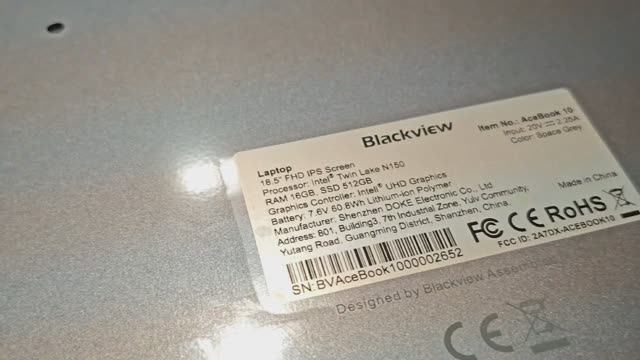 Blackview
Item No.: AceBook 10
Input: 20V⎓2.25A
Color: Space Grey
Laptop
18.5" FHD IPS Screen
Processor: Intel® Twin Lake N150
RAM 16GB, SSD 512GB
Graphics Controller: Intel® UHD Graphics
Battery: 7.6V 60.8Wh Lithium-ion Polymer
Manufacturer: Shenzhen DOKE Electronic Co., Ltd
Address: 801, Building3, 7th Industrial Zone, Yulv Community,
Yutang Road, Guangming District, Shenzhen, China.
Made in China
FC CE RoHS
FCC ID: 2A7DX-ACEBOOK10
SN:BVAceBook1000002652
Designed by Blackview
CE